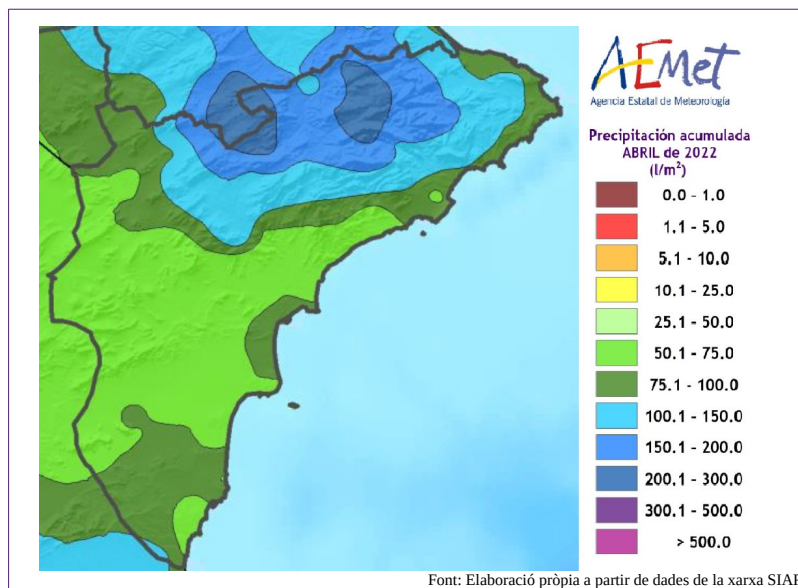 AEMet
Agencia Estatal de Meteorología
Precipitación acumulada
ABRIL de 2022
(l/m²)
0.0 - 1.0
1.1 - 5.0
5.1 - 10.0
10.1 - 25.0
25.1 - 50.0
50.1 - 75.0
75.1 - 100.0
100.1 - 150.0
150.1 - 200.0
200.1 - 300.0
300.1 - 500.0
> 500.0
Font: Elaboració pròpia a partir de dades de la xarxa SIAI